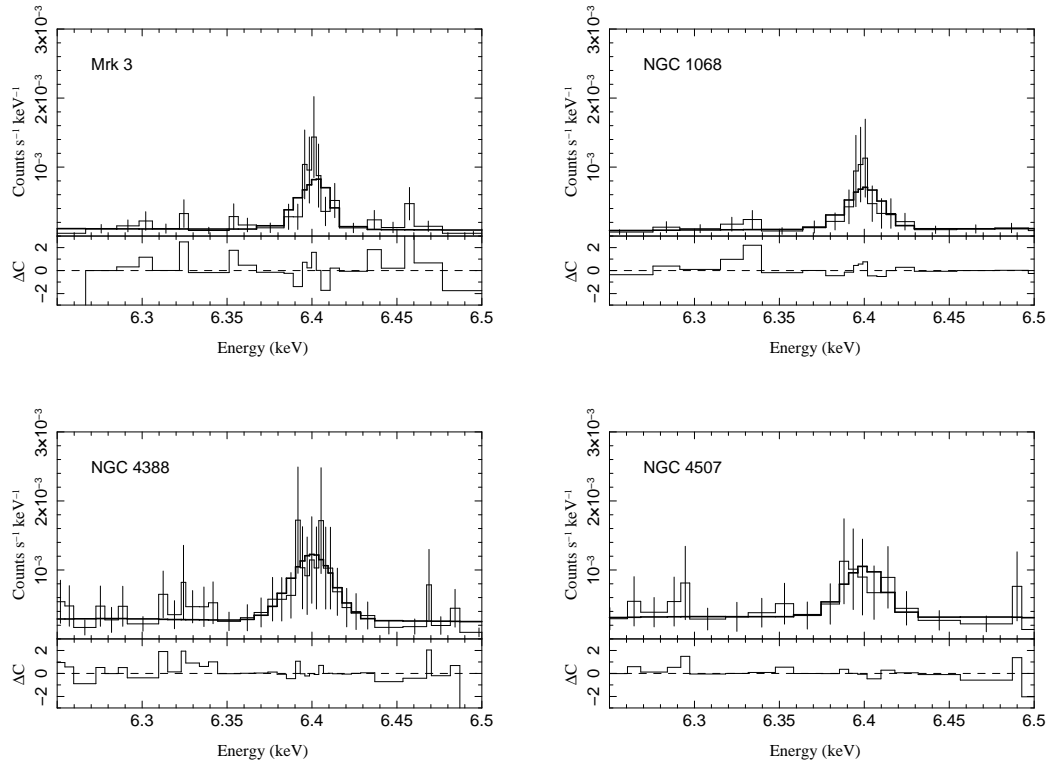 Mrk 3
Counts s⁻¹ keV⁻¹
10⁻³ 2×10⁻³ 3×10⁻³
ΔC
−2 0 2
6.3 6.35 6.4 6.45 6.5
Energy (keV)
NGC 1068
Counts s⁻¹ keV⁻¹
10⁻³ 2×10⁻³ 3×10⁻³
ΔC
−2 0 2
6.3 6.35 6.4 6.45 6.5
Energy (keV)
NGC 4388
Counts s⁻¹ keV⁻¹
10⁻³ 2×10⁻³ 3×10⁻³
ΔC
−2 0 2
6.3 6.35 6.4 6.45 6.5
Energy (keV)
NGC 4507
Counts s⁻¹ keV⁻¹
10⁻³ 2×10⁻³ 3×10⁻³
ΔC
−2 0 2
6.3 6.35 6.4 6.45 6.5
Energy (keV)